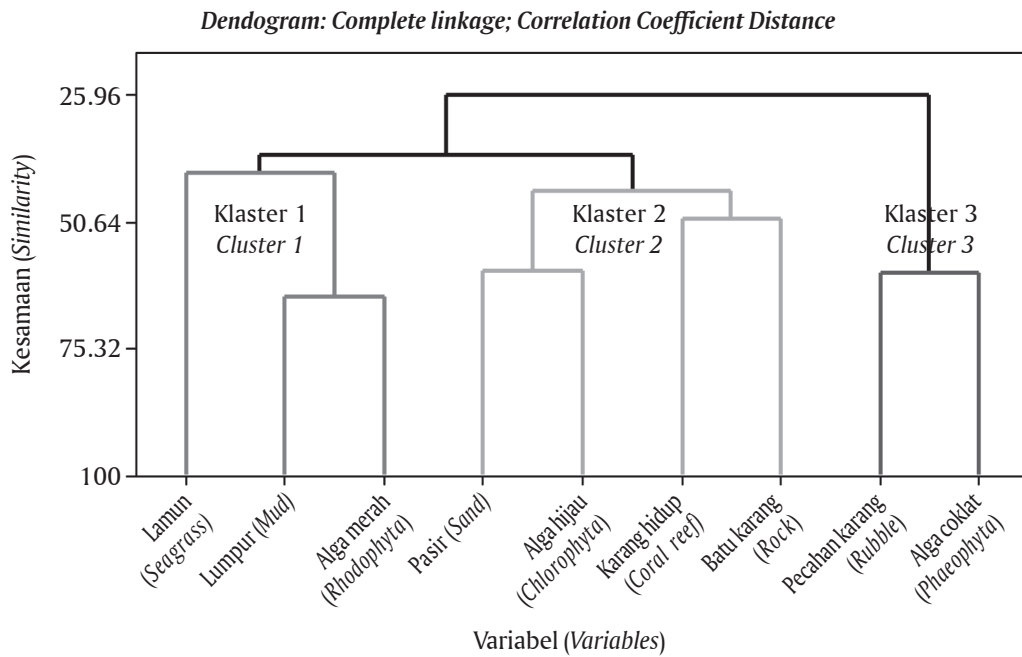 Dendogram: Complete linkage; Correlation Coefficient Distance
Kesamaan (Similarity)
25.96
50.64
75.32
100
Klaster 1
Cluster 1
Klaster 2
Cluster 2
Klaster 3
Cluster 3
Lamun
(Seagrass)
Lumpur (Mud)
Alga merah
(Rhodophyta)
Pasir (Sand)
Alga hijau
(Chlorophyta)
Karang hidup
(Coral reef)
Batu karang
(Rock)
Pecahan karang
(Rubble)
Alga coklat
(Phaeophyta)
Variabel (Variables)